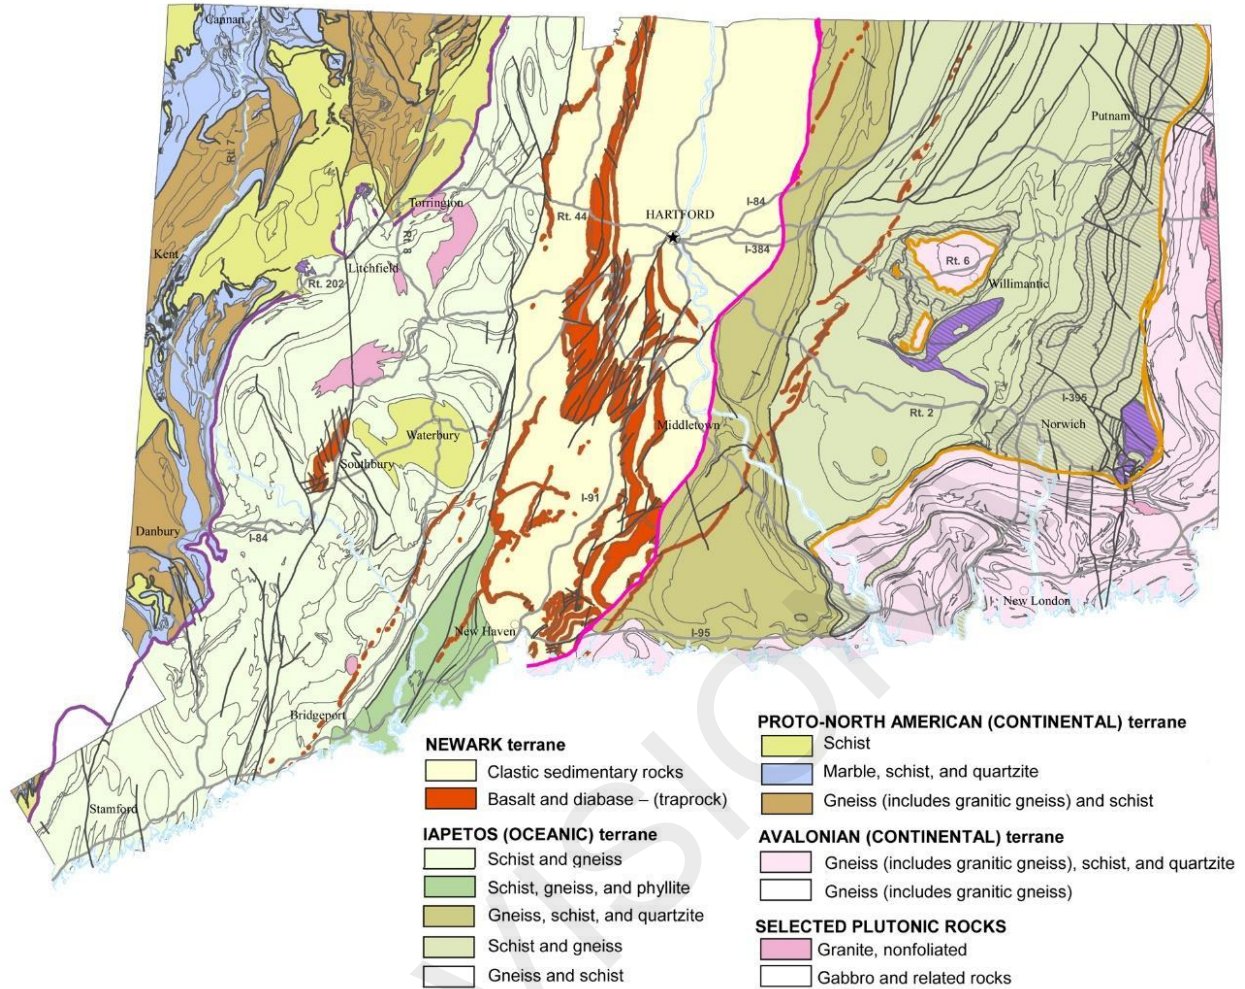 Cannan
Rt. 7
Putnam
Torrington
Rt. 44
HARTFORD
I-84
I-384
Rt. 8
Kent
Litchfield
Rt. 202
Rt. 6
Willimantic
I-395
Rt. 2
Norwich
Middletown
Waterbury
Southbury
I-91
Danbury
I-84
New London
New Haven
I-95
Bridgeport
Stamford
NEWARK terrane
Clastic sedimentary rocks
Basalt and diabase – (traprock)
IAPETOS (OCEANIC) terrane
Schist and gneiss
Schist, gneiss, and phyllite
Gneiss, schist, and quartzite
Schist and gneiss
Gneiss and schist
PROTO-NORTH AMERICAN (CONTINENTAL) terrane
Schist
Marble, schist, and quartzite
Gneiss (includes granitic gneiss) and schist
AVALONIAN (CONTINENTAL) terrane
Gneiss (includes granitic gneiss), schist, and quartzite
Gneiss (includes granitic gneiss)
SELECTED PLUTONIC ROCKS
Granite, nonfoliated
Gabbro and related rocks
VISION